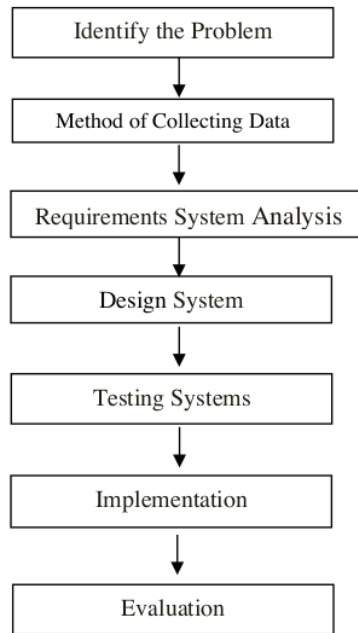 Identify the Problem
Method of Collecting Data
Requirements System Analysis
Design System
Testing Systems
Implementation
Evaluation